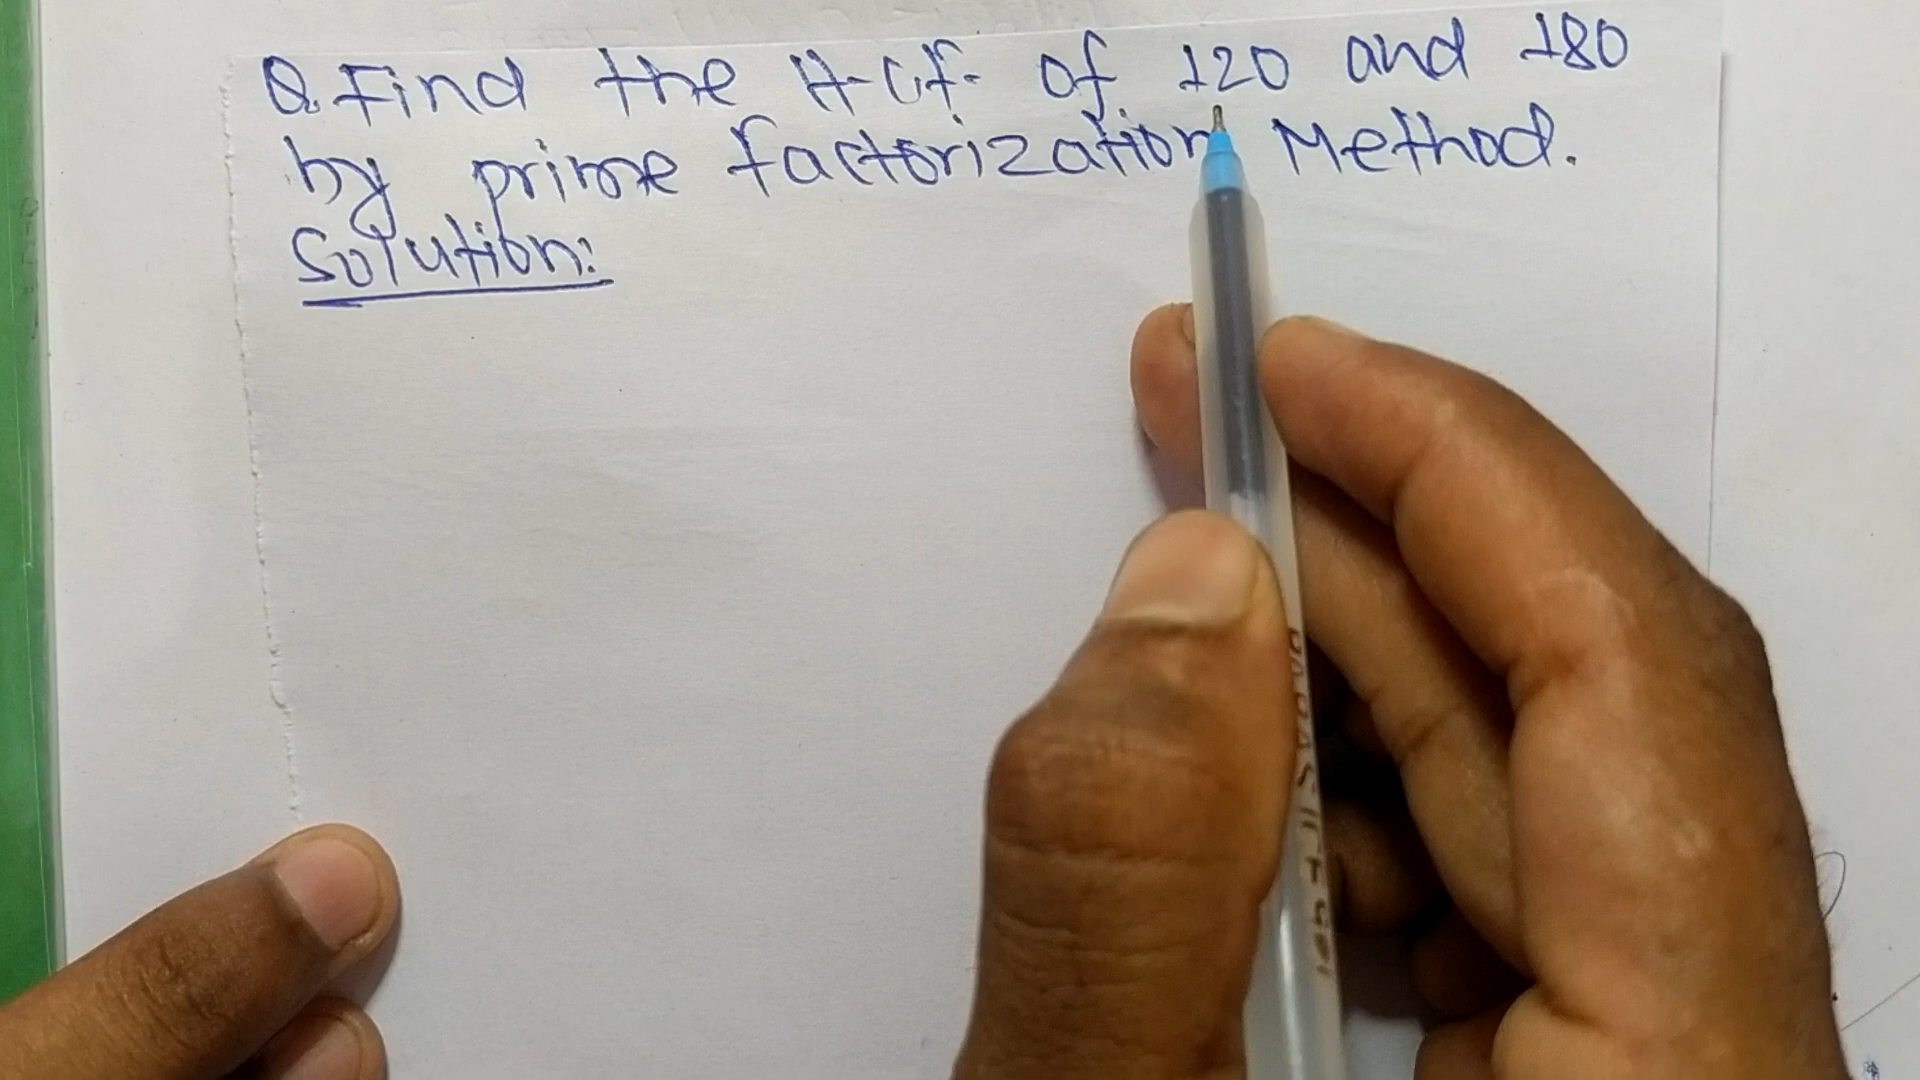 Q. Find the H.C.F. of 120 and 180
by prime factorization Method.
Solution: